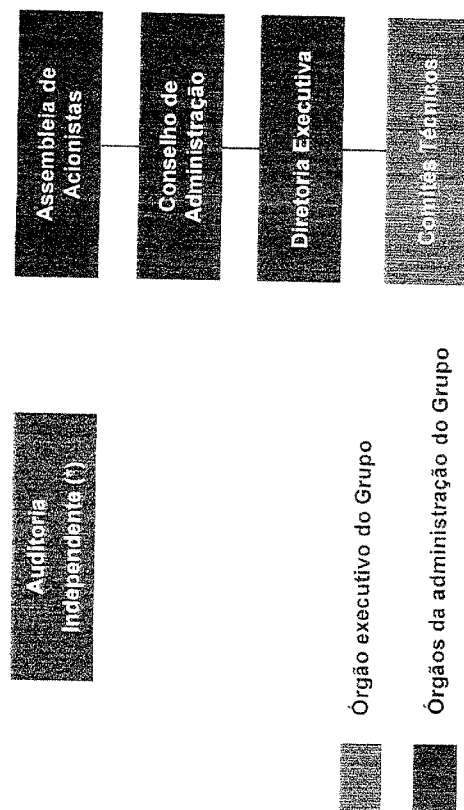 Auditoria
Independente (*)
Assembleia de
Acionistas
Conselho de
Administração
Diretoria Executiva
Comitês Técnicos
Órgão executivo do Grupo
Órgãos da administração do Grupo